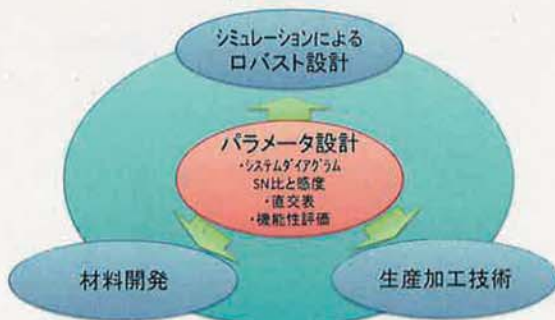 シミュレーションによる
ロバスト設計
パラメータ設計
・システムダイアグラム
SN比と感度
・直交表
・機能性評価
材料開発
生産加工技術